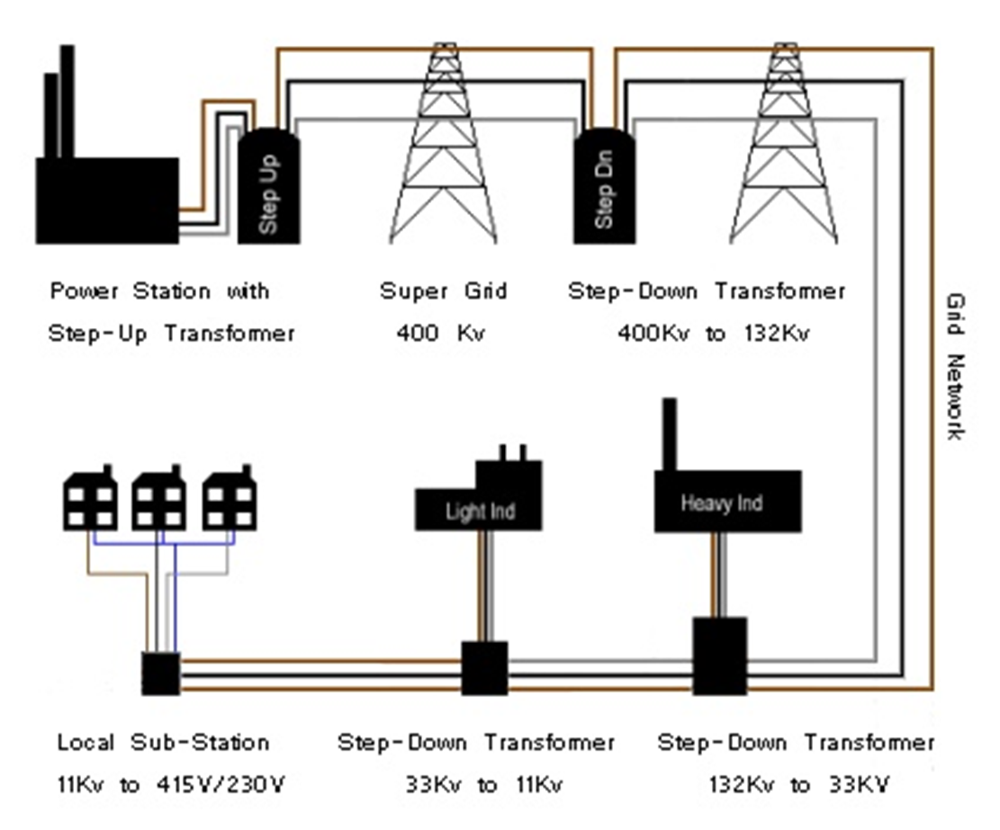 Step Up
Step Dn
Power Station with
Step-Up Transformer
Super Grid
400 Kv
Step-Down Transformer
400Kv to 132Kv
Grid Network
Light Ind
Heavy Ind
Local Sub-Station
11Kv to 415V/230V
Step-Down Transformer
33Kv to 11Kv
Step-Down Transformer
132Kv to 33KV